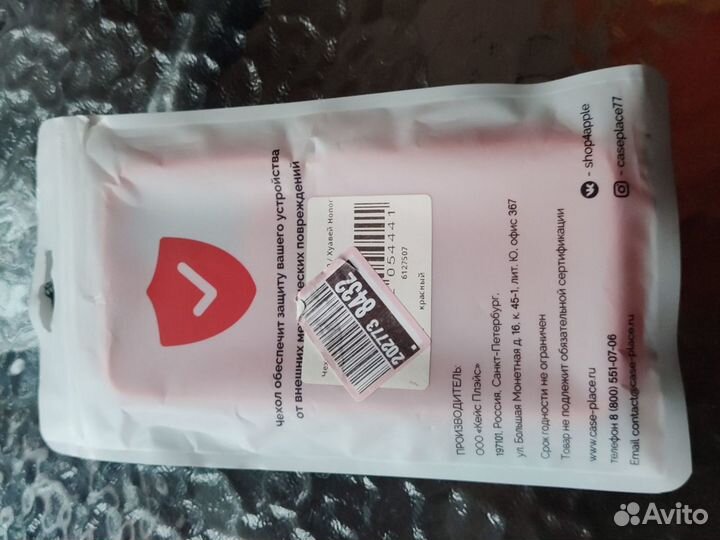 Чехол обеспечит защиту вашего устройства
от внешних повреждений
/ Хуавей Honor
054441
6127507
красный
202773 8432
ПРОИЗВОДИТЕЛЬ:
ООО «Кейс Плэйс»
197101, Россия, Санкт-Петербург,
ул. Большая Монетная д. 16, к. 45-1, лит. Ю, офис 367
Срок годности не ограничен
Товар не подлежит обязательной сертификации
www.case-place.ru
телефон 8 (800) 551-07-06
Email: contact@case-place.ru
- shop4apple
- caseplace77
Avito